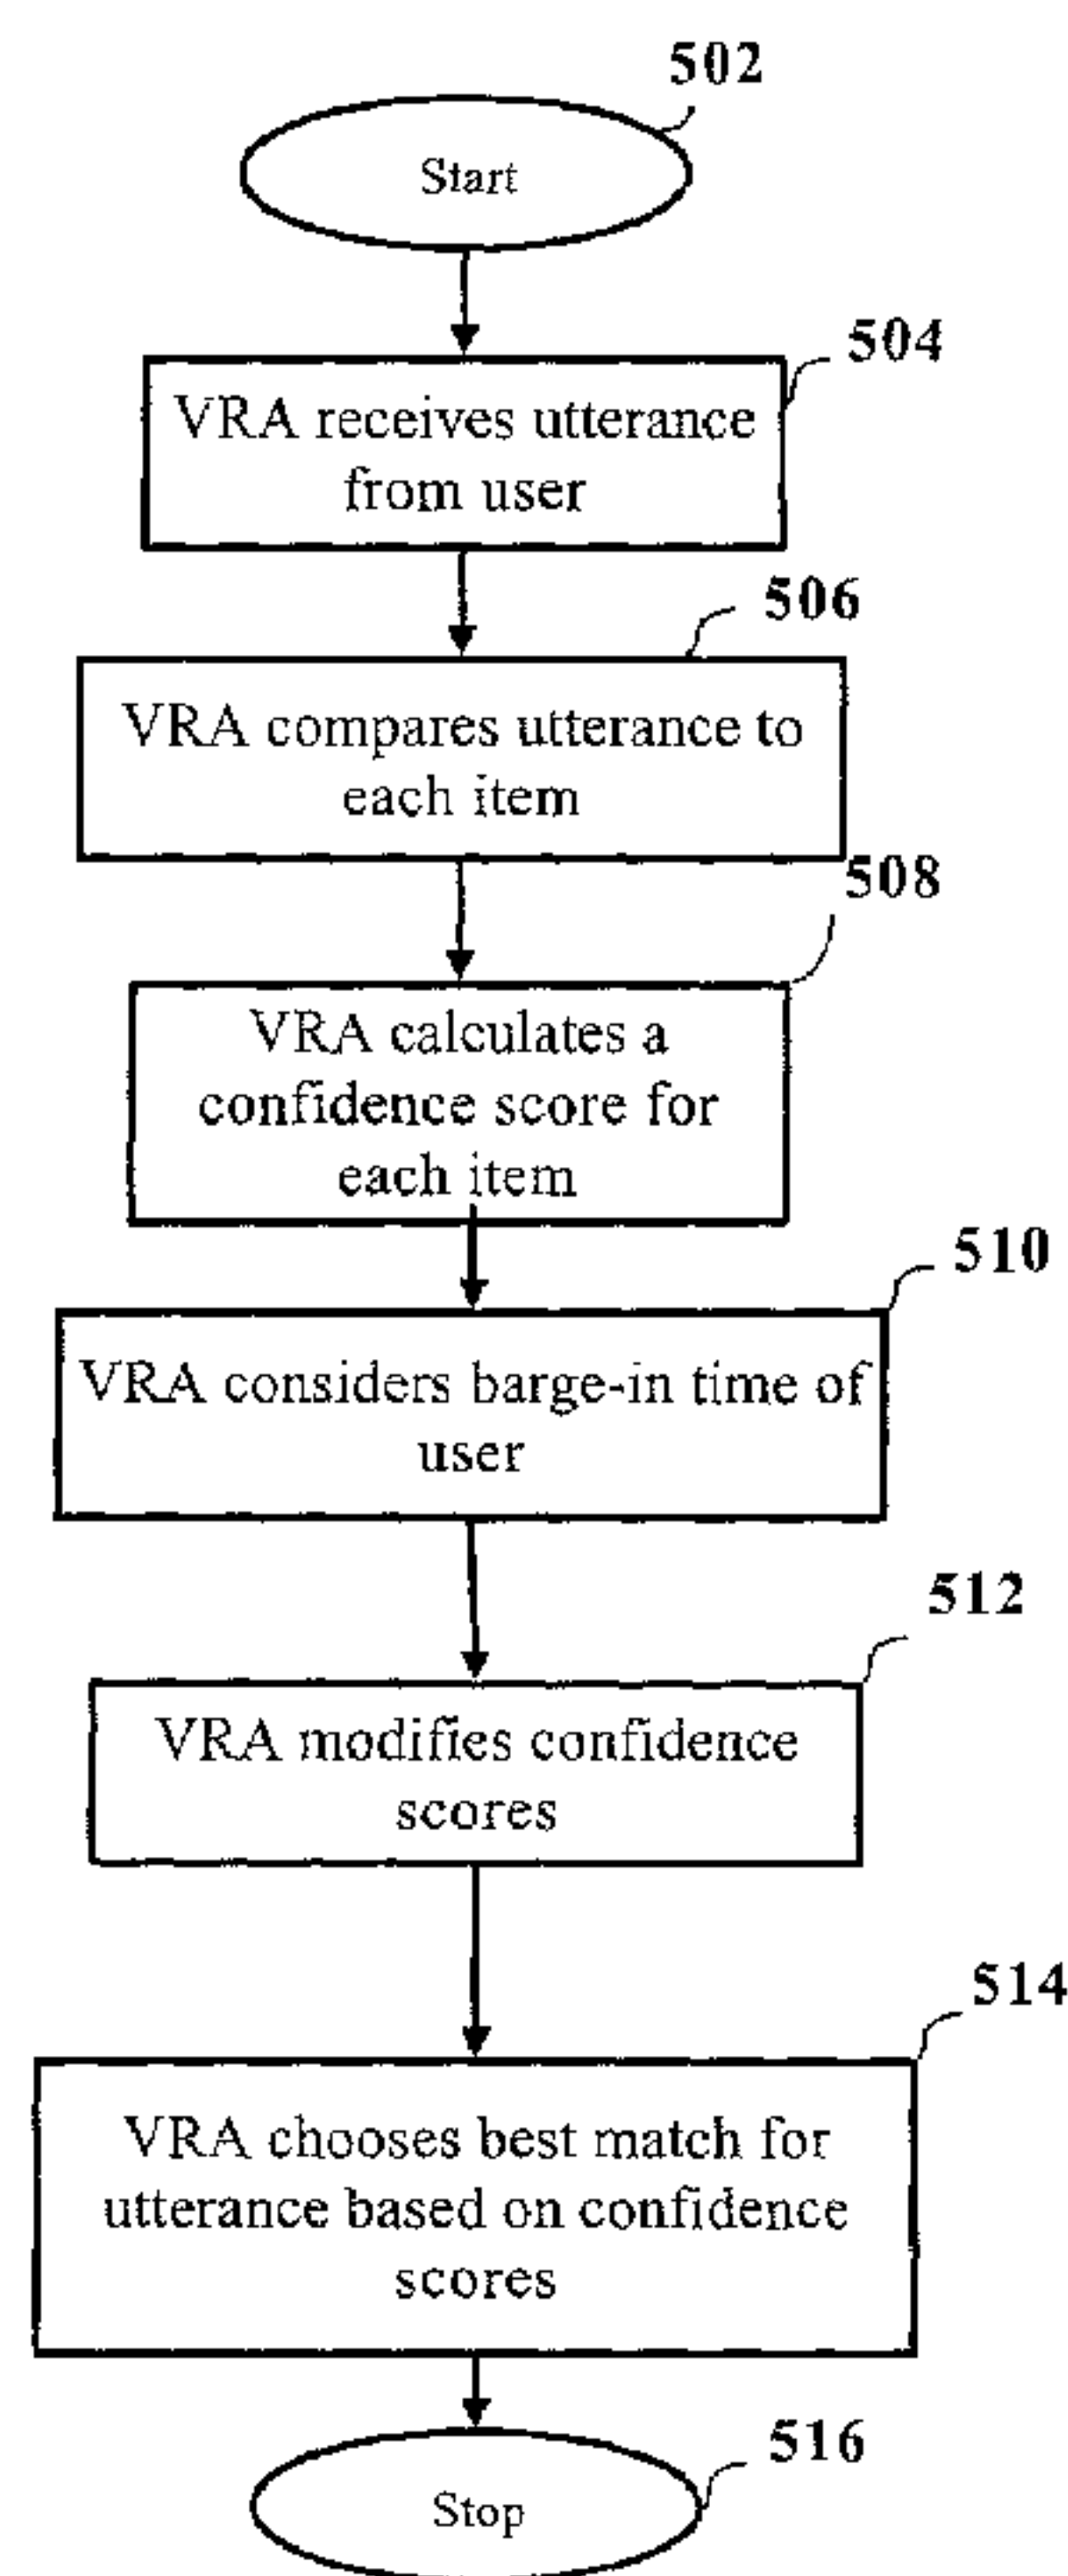 502
Start
504
VRA receives utterance
from user
506
VRA compares utterance to
each item
508
VRA calculates a
confidence score for
each item
510
VRA considers barge-in time of
user
512
VRA modifies confidence
scores
514
VRA chooses best match for
utterance based on confidence
scores
516
Stop